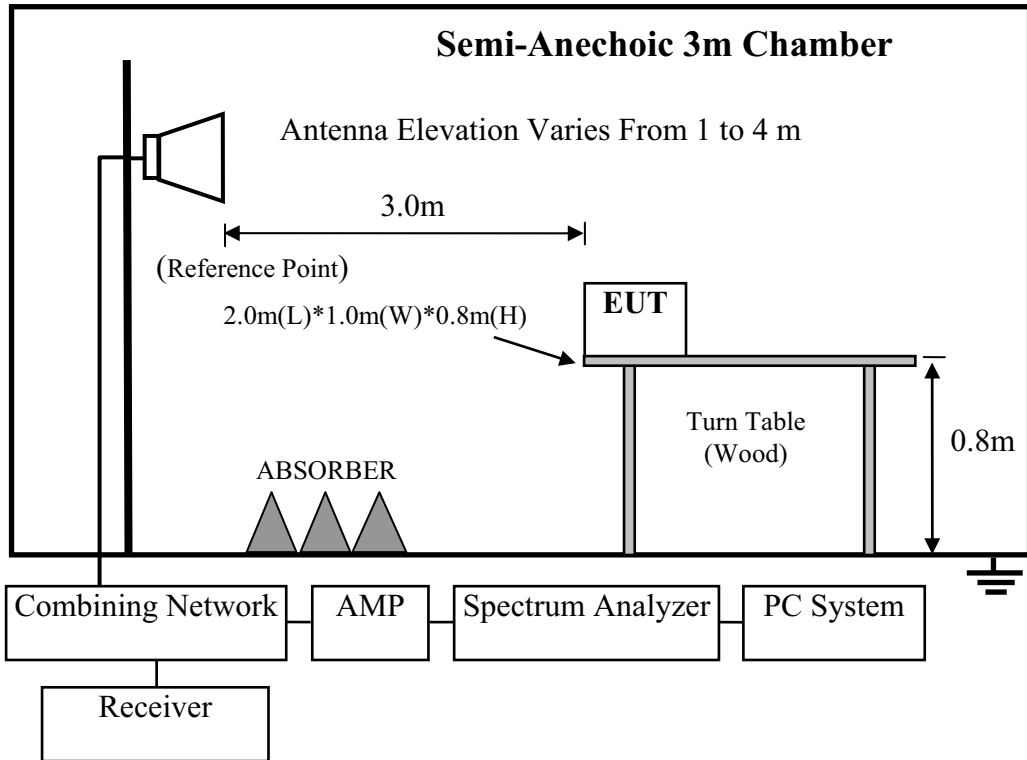 Semi-Anechoic 3m Chamber
Antenna Elevation Varies From 1 to 4 m
3.0m
(Reference Point)
2.0m(L)*1.0m(W)*0.8m(H)
EUT
Turn Table
(Wood)
0.8m
ABSORBER
Combining Network
AMP
Spectrum Analyzer
PC System
Receiver